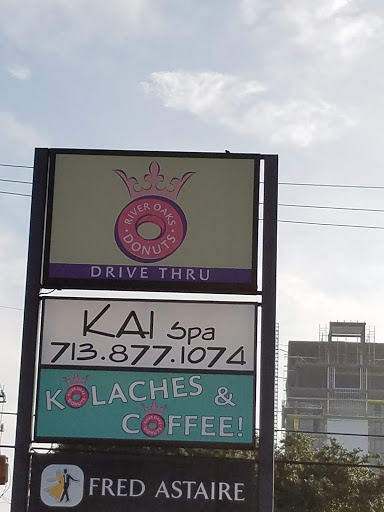 RIVER OAKS
DONUTS
DRIVE THRU
KAI Spa
713.877.1074
KOLACHES &
COFFEE!
FRED ASTAIRE